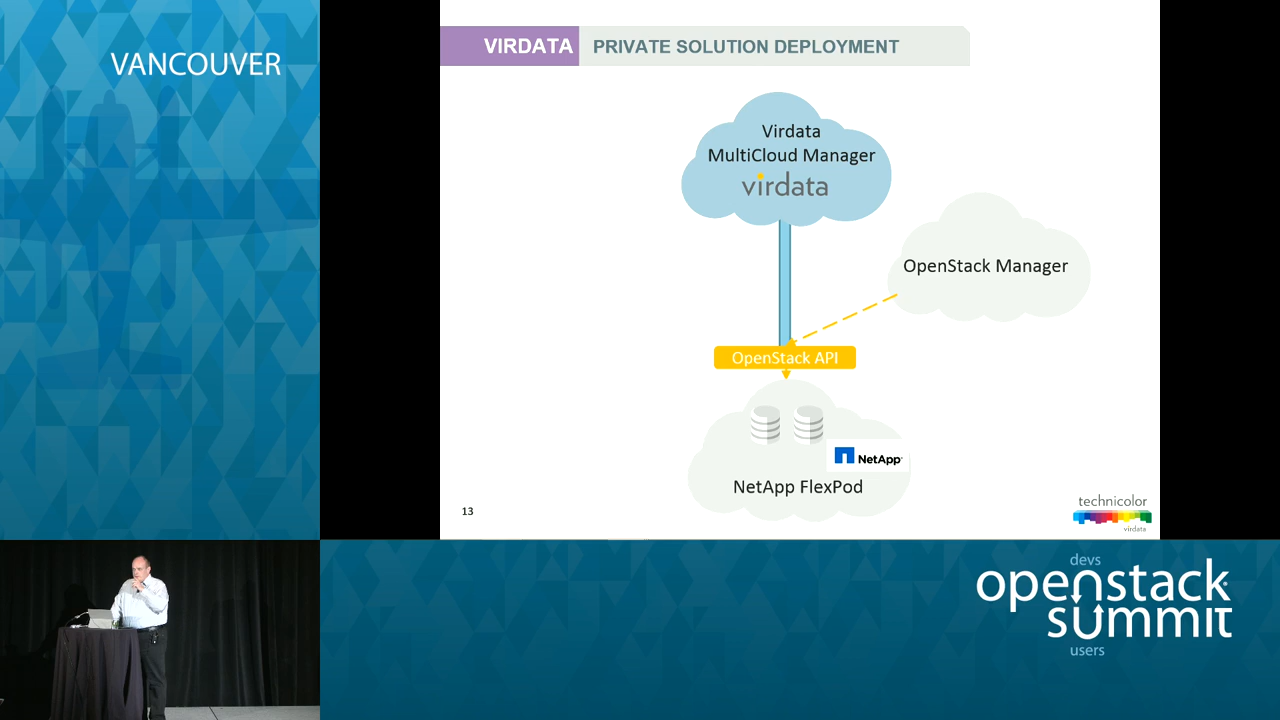 VANCOUVER
VIRDATA PRIVATE SOLUTION DEPLOYMENT
Virdata
MultiCloud Manager
virdata
OpenStack Manager
OpenStack API
NetApp
NetApp FlexPod
13
technicolor
virdata
devs
openstack
summit
users